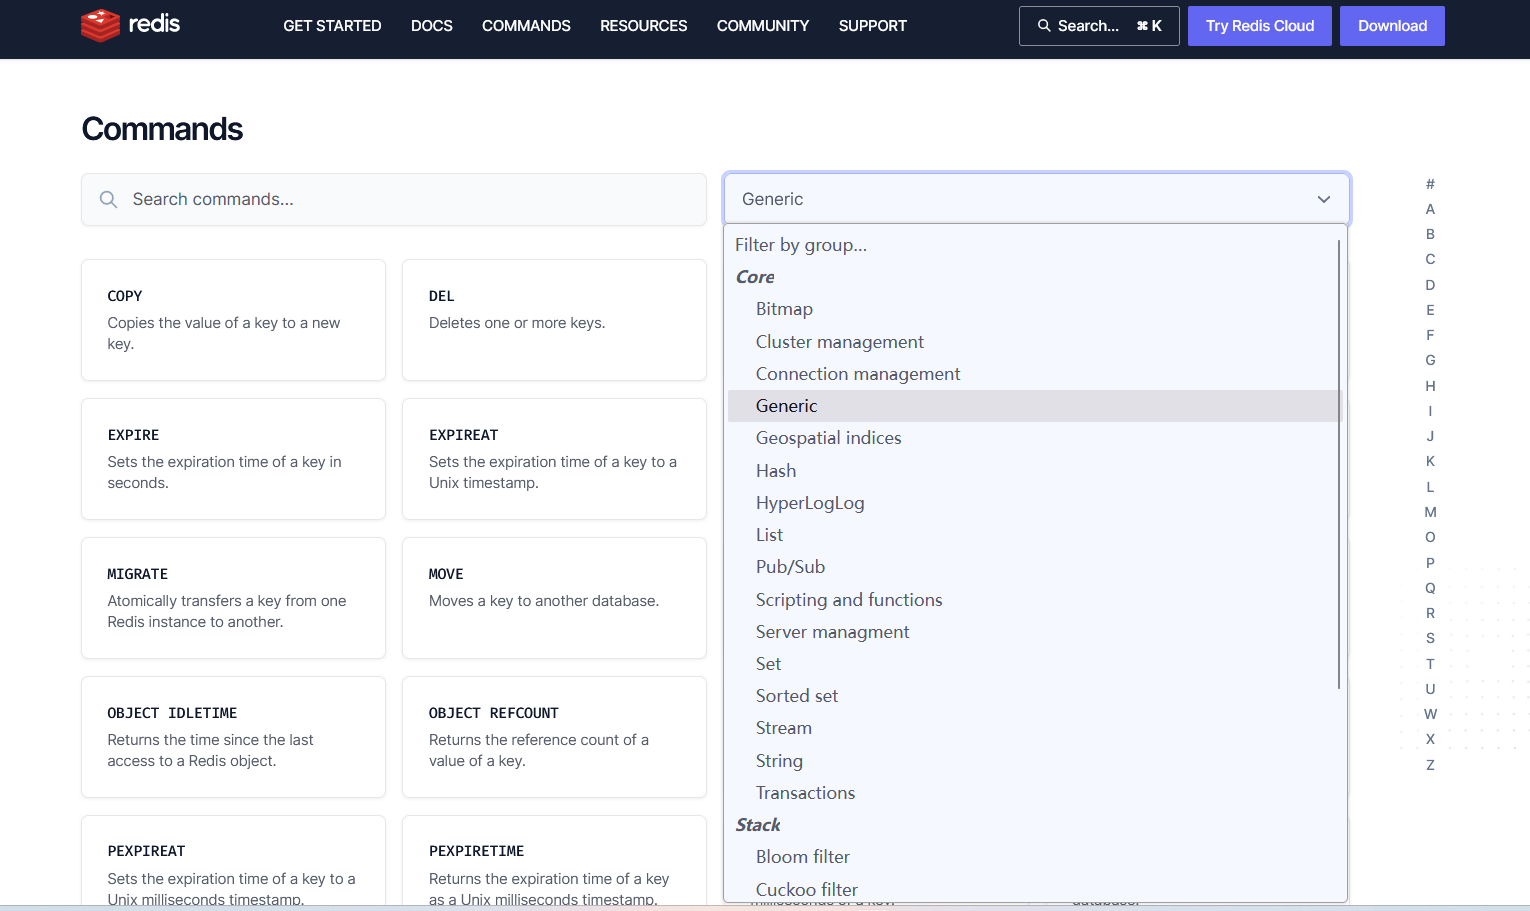 redis
GET STARTED
DOCS
COMMANDS
RESOURCES
COMMUNITY
SUPPORT
Search... ⌘ K
Try Redis Cloud
Download
Commands
Search commands...
Generic
Filter by group...
Core
Bitmap
Cluster management
Connection management
Generic
Geospatial indices
Hash
HyperLogLog
List
Pub/Sub
Scripting and functions
Server managment
Set
Sorted set
Stream
String
Transactions
Stack
Bloom filter
Cuckoo filter
COPY
Copies the value of a key to a new
key.
DEL
Deletes one or more keys.
EXPIRE
Sets the expiration time of a key in
seconds.
EXPIREAT
Sets the expiration time of a key to a
Unix timestamp.
MIGRATE
Atomically transfers a key from one
Redis instance to another.
MOVE
Moves a key to another database.
OBJECT IDLETIME
Returns the time since the last
access to a Redis object.
OBJECT REFCOUNT
Returns the reference count of a
value of a key.
PEXPIREAT
Sets the expiration time of a key to a
Unix milliseconds timestamp.
PEXPIRETIME
Returns the expiration time of a key
as a Unix milliseconds timestamp.
#
A
B
C
D
E
F
G
H
I
J
K
L
M
O
P
Q
R
S
T
U
W
X
Z